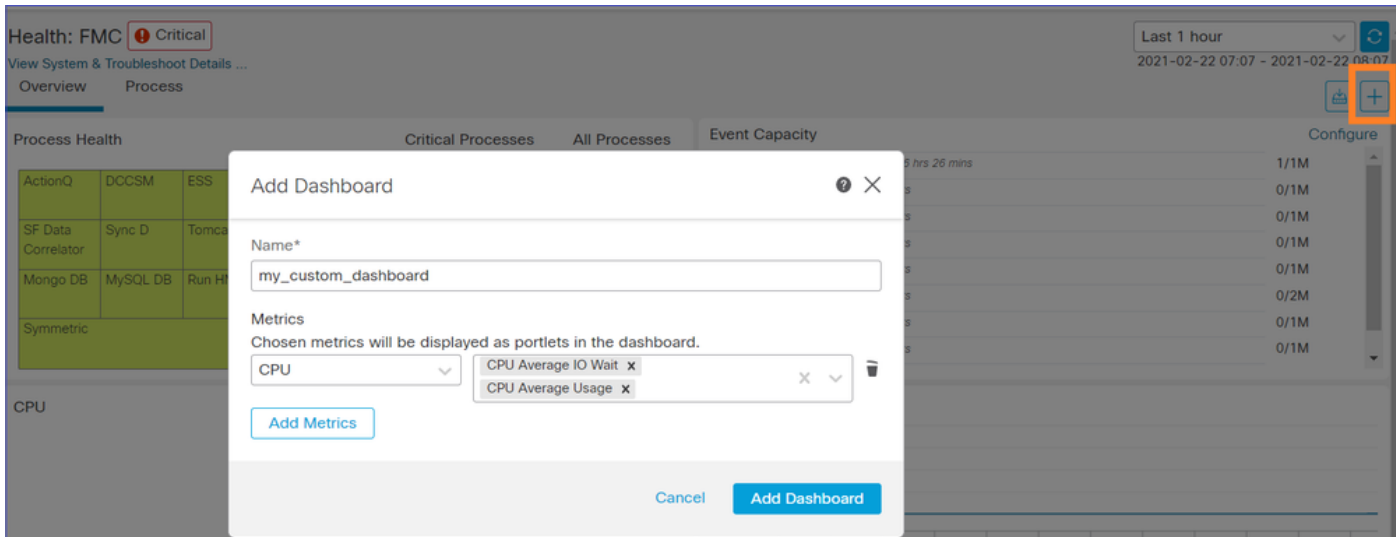 Health: FMC Critical
Last 1 hour
View System & Troubleshoot Details ...
2021-02-22 07:07 - 2021-02-22 08:07
Overview Process
Process Health Critical Processes All Processes
Event Capacity Configure
ActionQ DCCSM ESS
SF Data Correlator Sync D
Mongo DB MySQL DB Run
Symmetric
hrs 26 mins 1/1M
0/1M
0/1M
0/1M
0/1M
0/2M
0/1M
0/1M
CPU
Add Dashboard
Name*
my_custom_dashboard
Metrics
Chosen metrics will be displayed as portlets in the dashboard.
CPU
CPU Average IO Wait x
CPU Average Usage x
Add Metrics
Cancel Add Dashboard